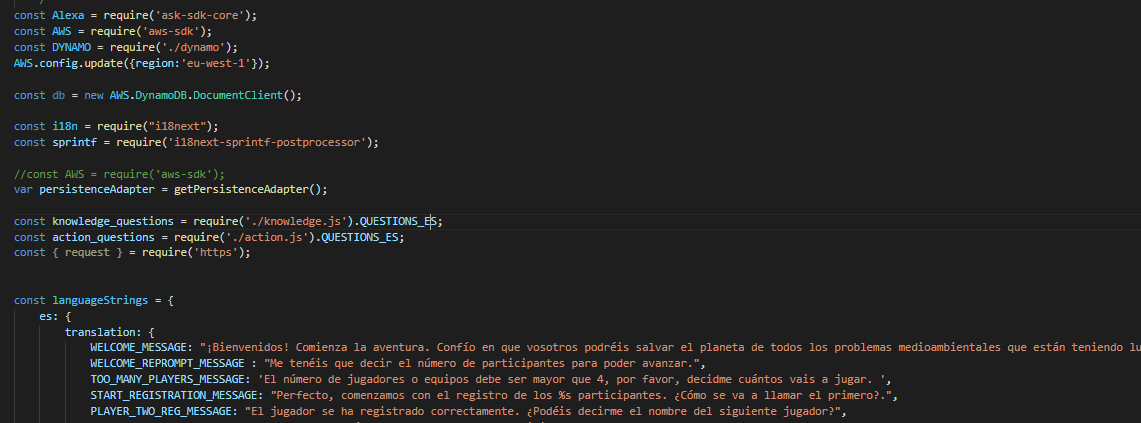 const Alexa = require('ask-sdk-core');
const AWS = require('aws-sdk');
const DYNAMO = require('./dynamo');
AWS.config.update({region:'eu-west-1'});
const db = new AWS.DynamoDB.DocumentClient();
const i18n = require("i18next");
const sprintf = require('i18next-sprintf-postprocessor');
//const AWS = require('aws-sdk');
var persistenceAdapter = getPersistenceAdapter();
const knowledge_questions = require('./knowledge.js').QUESTIONS_ES;
const action_questions = require('./action.js').QUESTIONS_ES;
const { request } = require('https');
const languageStrings = {
es: {
translation: {
WELCOME_MESSAGE: "¡Bienvenidos! Comienza la aventura. Confío en que vosotros podréis salvar el planeta de todos los problemas medioambientales que están teniendo lu
WELCOME_REPROMPT_MESSAGE : "Me tenéis que decir el número de participantes para poder avanzar.",
TOO_MANY_PLAYERS_MESSAGE: 'El número de jugadores o equipos debe ser mayor que 4, por favor, decidme cuántos vais a jugar. ',
START_REGISTRATION_MESSAGE: "Perfecto, comenzamos con el registro de los %s participantes. ¿Cómo se va a llamar el primero?.",
PLAYER_TWO_REG_MESSAGE: "El jugador se ha registrado correctamente. ¿Podéis decirme el nombre del siguiente jugador?",